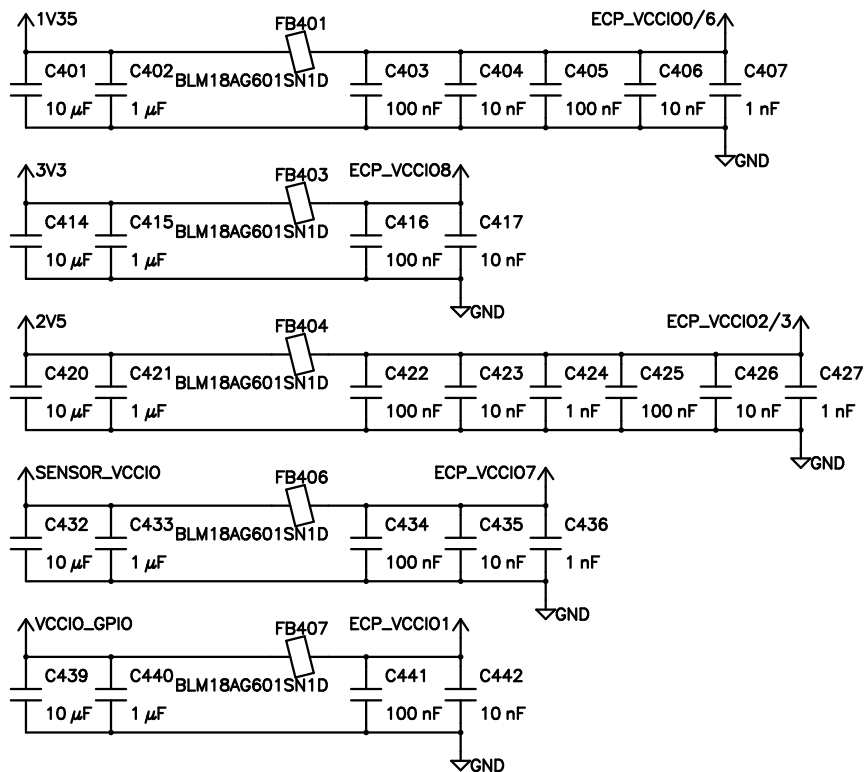 1V35 FB401 ECP_VCCIO0/6
C401 C402 BLM18AG601SN1D C403 C404 C405 C406 C407
10 μF 1 μF 100 nF 10 nF 100 nF 10 nF 1 nF
GND
3V3 FB403 ECP_VCCIO8
C414 C415 BLM18AG601SN1D C416 C417
10 μF 1 μF 100 nF 10 nF
GND
2V5 FB404 ECP_VCCIO2/3
C420 C421 BLM18AG601SN1D C422 C423 C424 C425 C426 C427
10 μF 1 μF 100 nF 10 nF 1 nF 100 nF 10 nF 1 nF
GND
SENSOR_VCCIO FB406 ECP_VCCIO7
C432 C433 BLM18AG601SN1D C434 C435 C436
10 μF 1 μF 100 nF 10 nF 1 nF
GND
VCCIO_GPIO FB407 ECP_VCCIO1
C439 C440 BLM18AG601SN1D C441 C442
10 μF 1 μF 100 nF 10 nF
GND